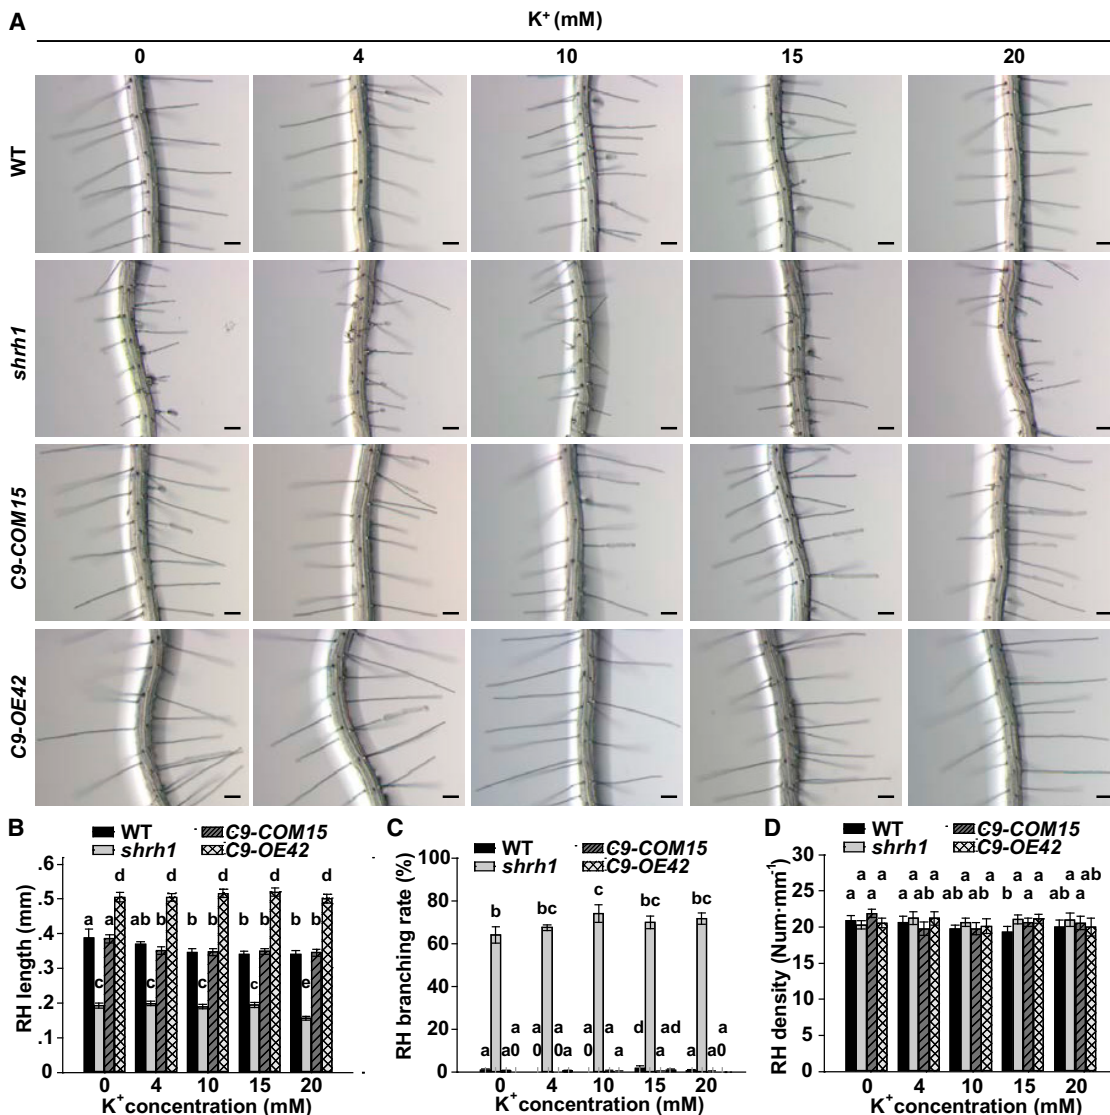 A
K⁺ (mM)
0 4 10 15 20
WT
shrh1
C9-COM15
C9-OE42
B
WT C9-COM15
shrh1 C9-OE42
RH length (mm)
.6
.5
.4
.3
.2
.1
0
d d d d d
a a ab b b b b b b b
c c c c e
0 4 10 15 20
K⁺concentration (mM)
C
WT C9-COM15
shrh1 C9-OE42
RH branching rate (%)
100
80
60
40
20
0
b bc c bc bc
a a a a a d ad a a
a a0 0 0a 0 a a a a0
0 4 10 15 20
K⁺concentration (mM)
D
WT C9-COM15
shrh1 C9-OE42
RH density (Num·mm⁻¹)
30
25
20
15
10
5
0
a a a a a a a a a ab
a a a ab ab ab b a ab a
0 4 10 15 20
K⁺concentration (mM)